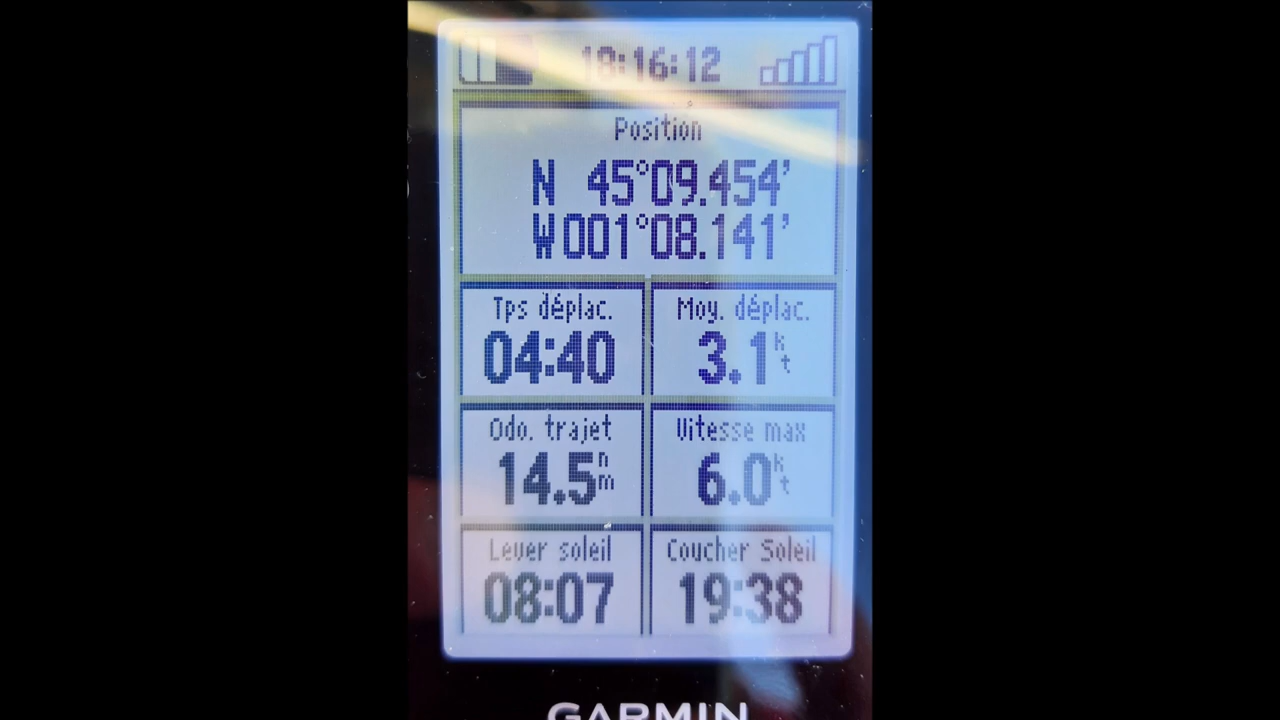 18:16:12
Position
N 45°09.454'
W001°08.141'
Tps déplac. Moy. déplac.
04:40 3.1kt
Odo. trajet Vitesse max
14.5nm 6.0kt
Lever soleil Coucher Soleil
08:07 19:38
GARMIN